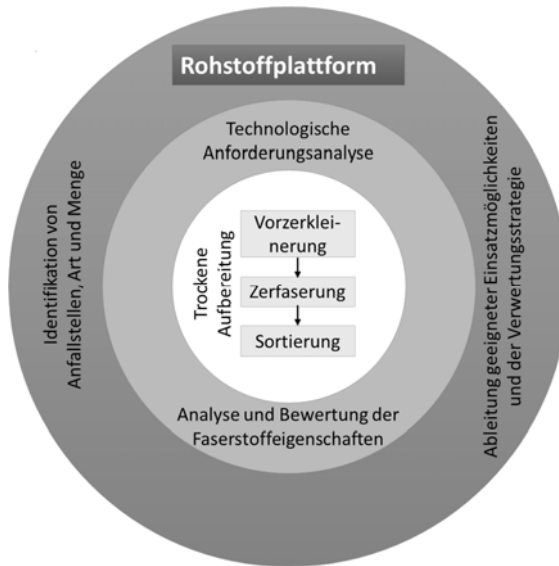 Rohstoffplattform
Technologische
Anforderungsanalyse
Identifikation von
Anfallstellen, Art und Menge
Trockene
Aufbereitung
Vorzerklei-
nerung
Zerfaserung
Sortierung
Ableitung geeigneter Einsatzmöglichkeiten
und der Verwertungsstrategie
Analyse und Bewertung der
Faserstoffeigenschaften